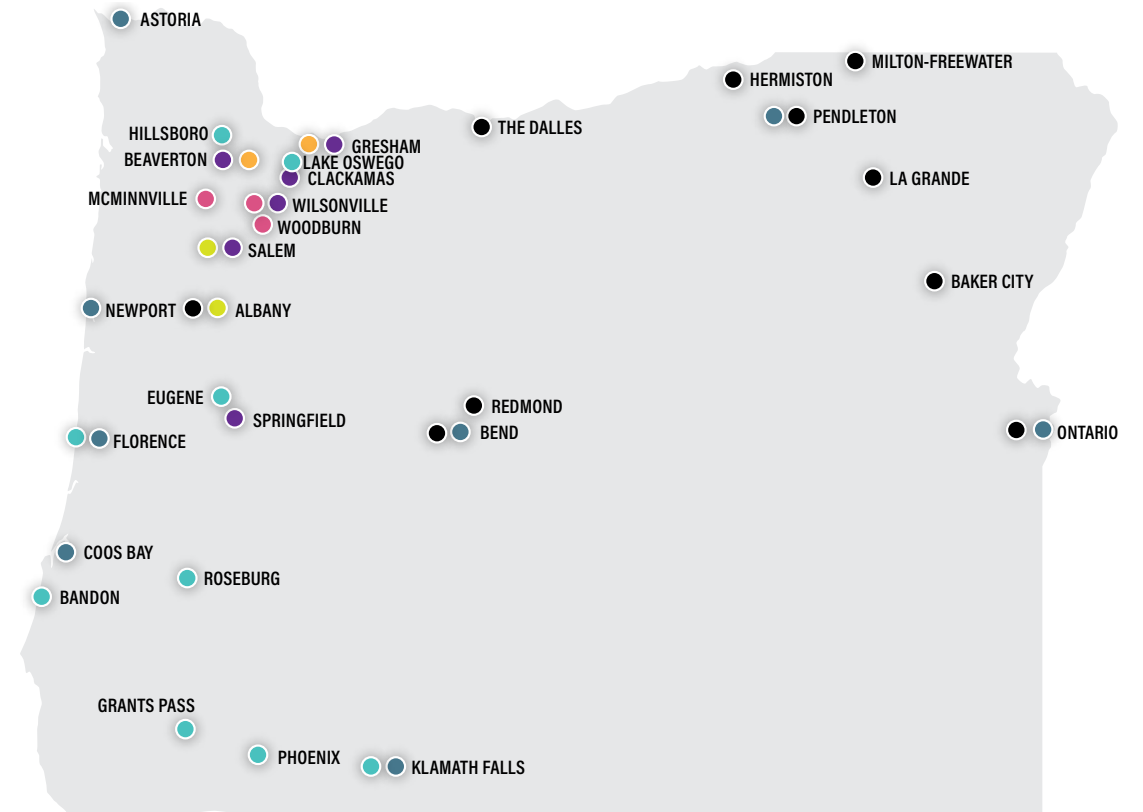 ASTORIA
MILTON-FREEWATER
HERMISTON
PENDLETON
THE DALLES
HILLSBORO
GRESHAM
BEAVERTON
LAKE OSWEGO
CLACKAMAS
LA GRANDE
MCMINNVILLE
WILSONVILLE
WOODBURN
SALEM
BAKER CITY
NEWPORT
ALBANY
EUGENE
REDMOND
SPRINGFIELD
BEND
ONTARIO
FLORENCE
COOS BAY
ROSEBURG
BANDON
GRANTS PASS
PHOENIX
KLAMATH FALLS